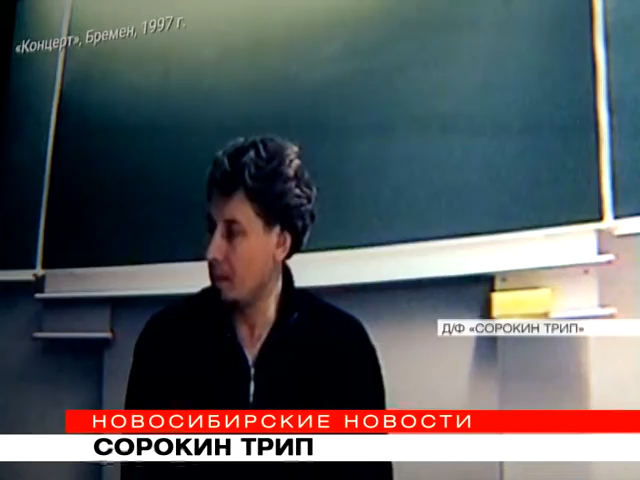 «Концерт», Бремен, 1997 г.
Д/Ф «СОРОКИН ТРИП»
НОВОСИБИРСКИЕ НОВОСТИ
СОРОКИН ТРИП